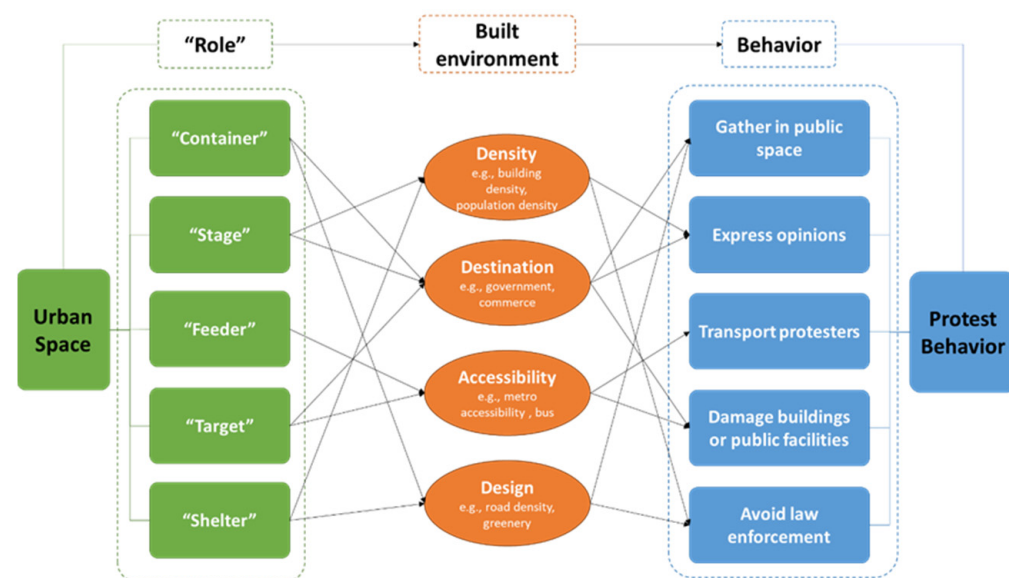 “Role”
Built
environment
Behavior
Urban
Space
“Container”
“Stage”
“Feeder”
“Target”
“Shelter”
Density
e.g., building
density,
population density
Destination
e.g., government,
commerce
Accessibility
e.g., metro
accessibility , bus
Design
e.g., road density,
greenery
Gather in public
space
Express opinions
Transport protesters
Damage buildings
or public facilities
Avoid law
enforcement
Protest
Behavior